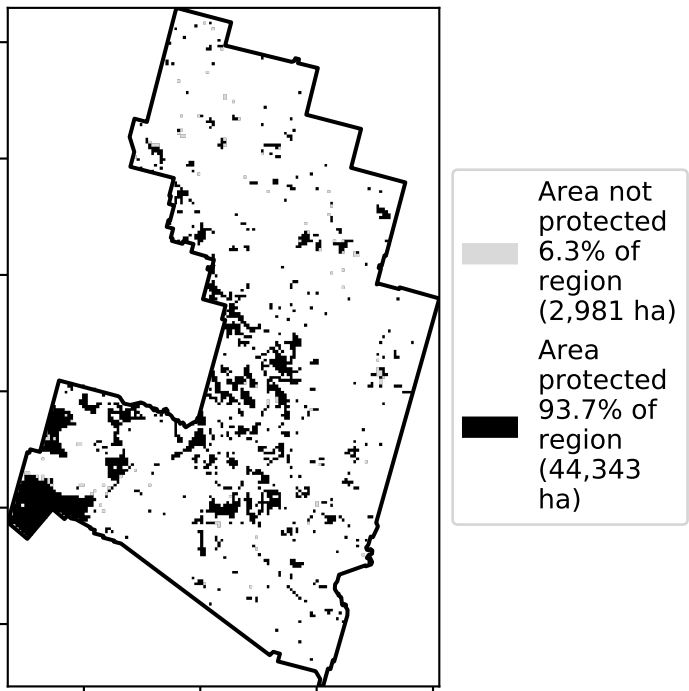 Area not
protected
6.3% of
region
(2,981 ha)
Area
protected
93.7% of
region
(44,343
ha)